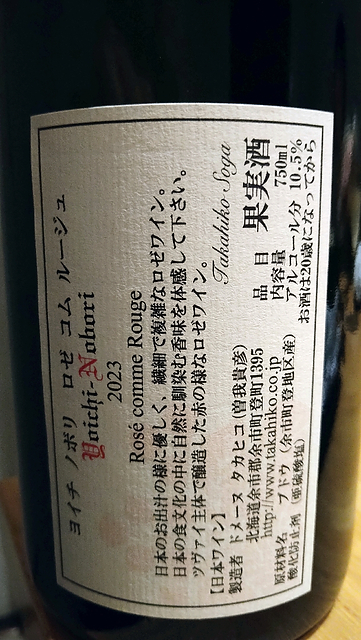 ヨイチ ノボリ ロゼ コム ルージュ
Yoichi-Nobori
2023
Rosé comme Rouge
日本のお出汁の様に優しく、繊細で複雑なロゼワイン。
日本の食文化の中に自然に馴染む香味を体感して下さい。
ツヴァイ主体で醸造した赤の様なロゼワイン。
Takahiko Soga
【日本ワイン】
製造者 ドメーヌ タカヒコ (曽我貴彦)
北海道余市郡余市町登町1395
http://www.takahiko.co.jp
原材料名 ブドウ (余市町登地区産)
酸化防止剤 (亜硫酸塩)
品目 果実酒
内容量 750ml
アルコール分 10.5%
お酒は20歳になってから